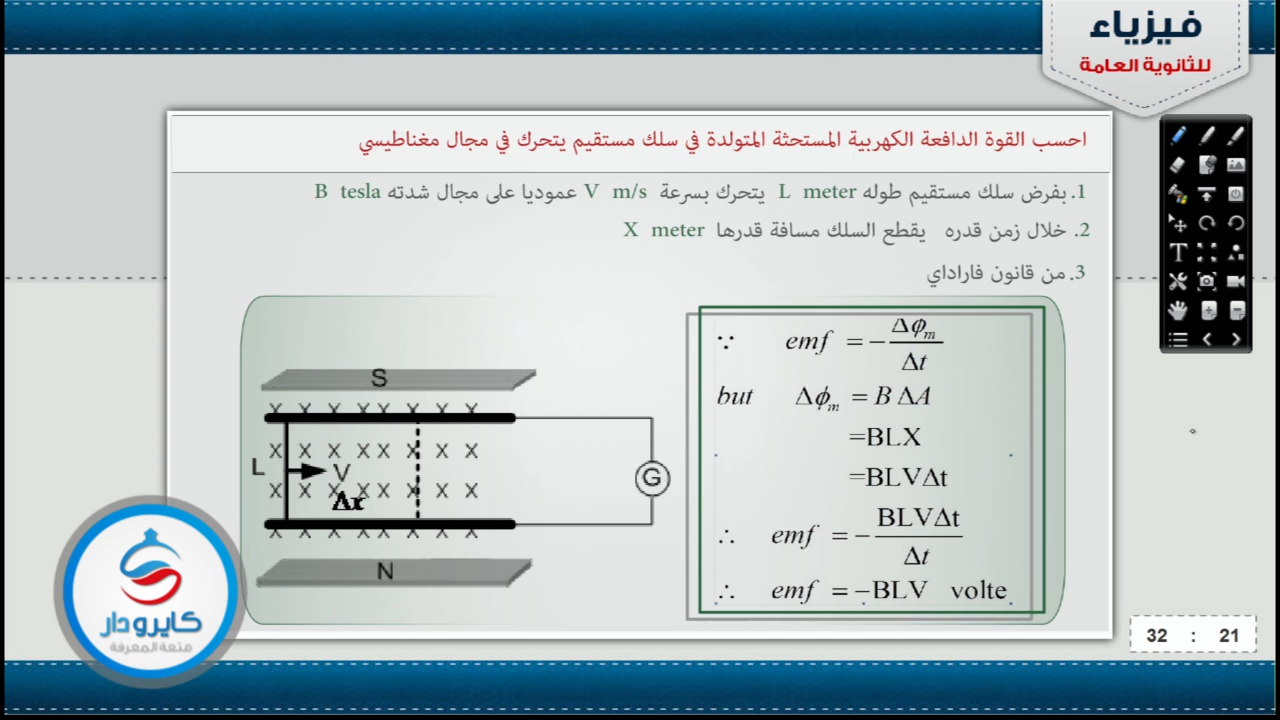 فيزياء
للثانوية العامة
احسب القوة الدافعة الكهربية المستحثة المتولدة في سلك مستقيم يتحرك في مجال مغناطيسي
1. بفرض سلك مستقيم طوله L meter يتحرك بسرعة V m/s عموديا على مجال شدته B tesla
2. خلال زمن قدره يقطع السلك مسافة قدرها X meter
3. من قانون فاراداي
S
X X X X X X X X
X X X X X X X X
L V
X X X X X X X X
Δx
X X X X X X X X
N
G
∵ emf = −Δϕm/Δt
but Δϕm = B ΔA
=BLX
=BLVΔt
∴ emf = −BLVΔt/Δt
∴ emf = −BLV volte
كايرودار
متعة المعرفة
32 : 21